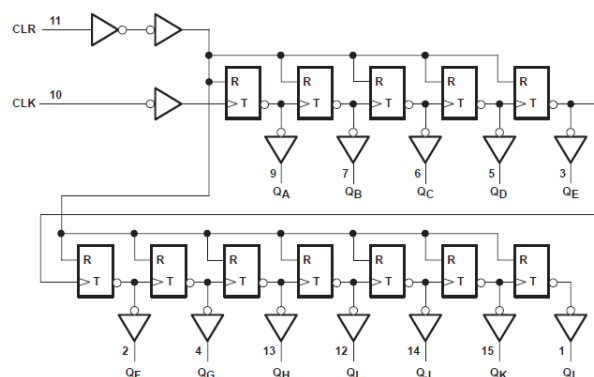 CLR 11
R R R R R
CLK 10
T T T T T
9 7 6 5 3
QA QB QC QD QE
R R R R R R R
T T T T T T T
2 4 13 12 14 15 1
QF QG QH QI QJ QK QL